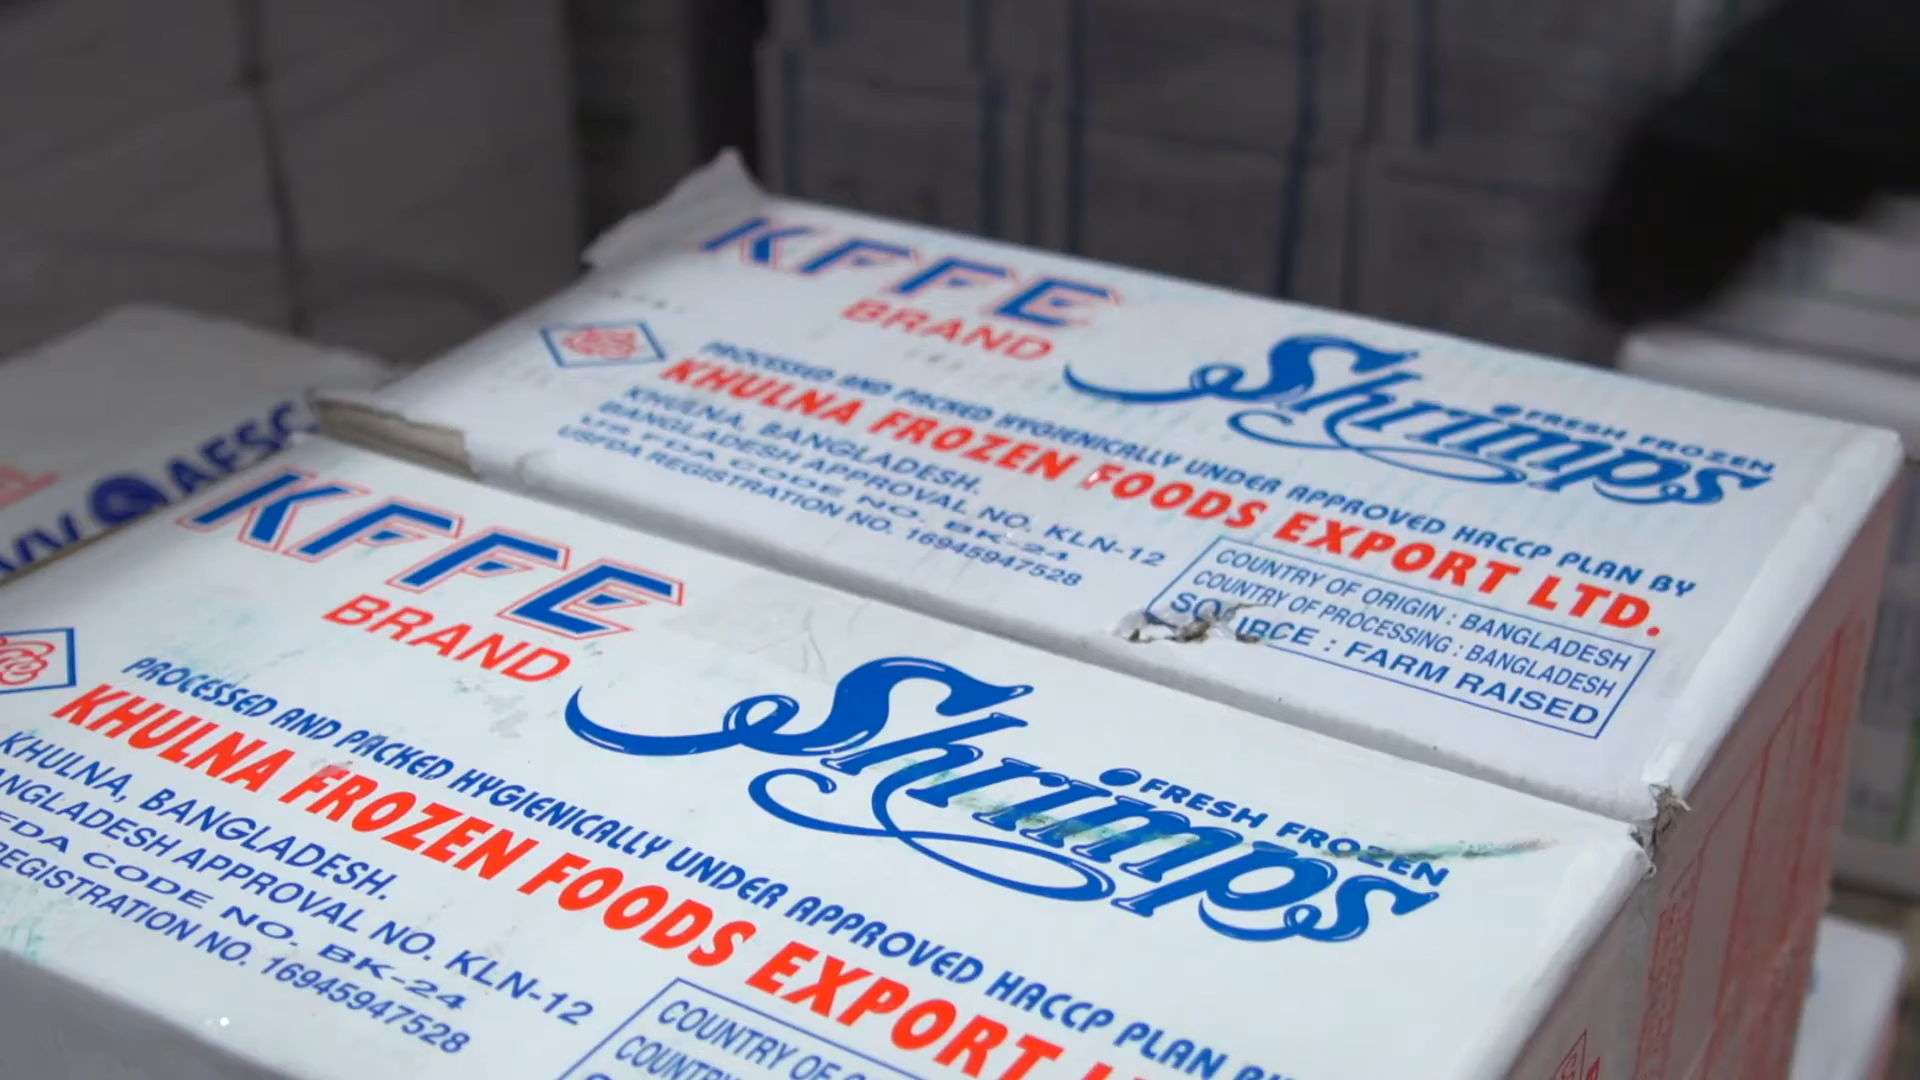 KFFE
BRAND
Shrimps
FRESH FROZEN
PROCESSED AND PACKED HYGIENICALLY UNDER APPROVED HACCP PLAN BY
KHULNA FROZEN FOODS EXPORT LTD.
KHULNA, BANGLADESH.
BANGLADESH APPROVAL NO. KLN-12
U.S. FDA CODE NO. BK-24
USFDA REGISTRATION NO. 16945947528
COUNTRY OF ORIGIN : BANGLADESH
COUNTRY OF PROCESSING : BANGLADESH
SOURCE : FARM RAISED
AFSC
KFFE
BRAND
Shrimps
FRESH FROZEN
PROCESSED AND PACKED HYGIENICALLY UNDER APPROVED HACCP PLAN BY
KHULNA FROZEN FOODS EXPORT L
KHULNA, BANGLADESH.
ANGLADESH APPROVAL NO. KLN-12
FDA CODE NO. BK-24
REGISTRATION NO. 16945947528
COUNTRY OF O
COUNTRY